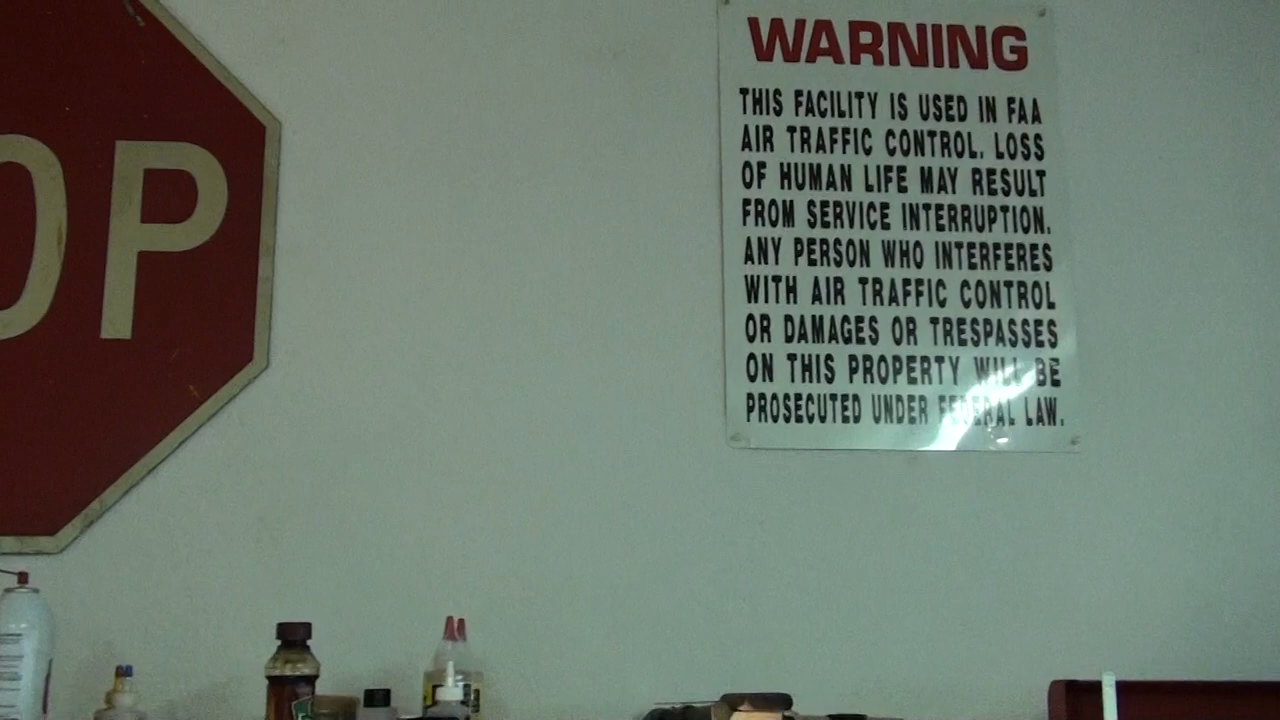 OP
WARNING
THIS FACILITY IS USED IN FAA
AIR TRAFFIC CONTROL. LOSS
OF HUMAN LIFE MAY RESULT
FROM SERVICE INTERRUPTION.
ANY PERSON WHO INTERFERES
WITH AIR TRAFFIC CONTROL
OR DAMAGES OR TRESPASSES
ON THIS PROPERTY WILL BE
PROSECUTED UNDER FEDERAL LAW.